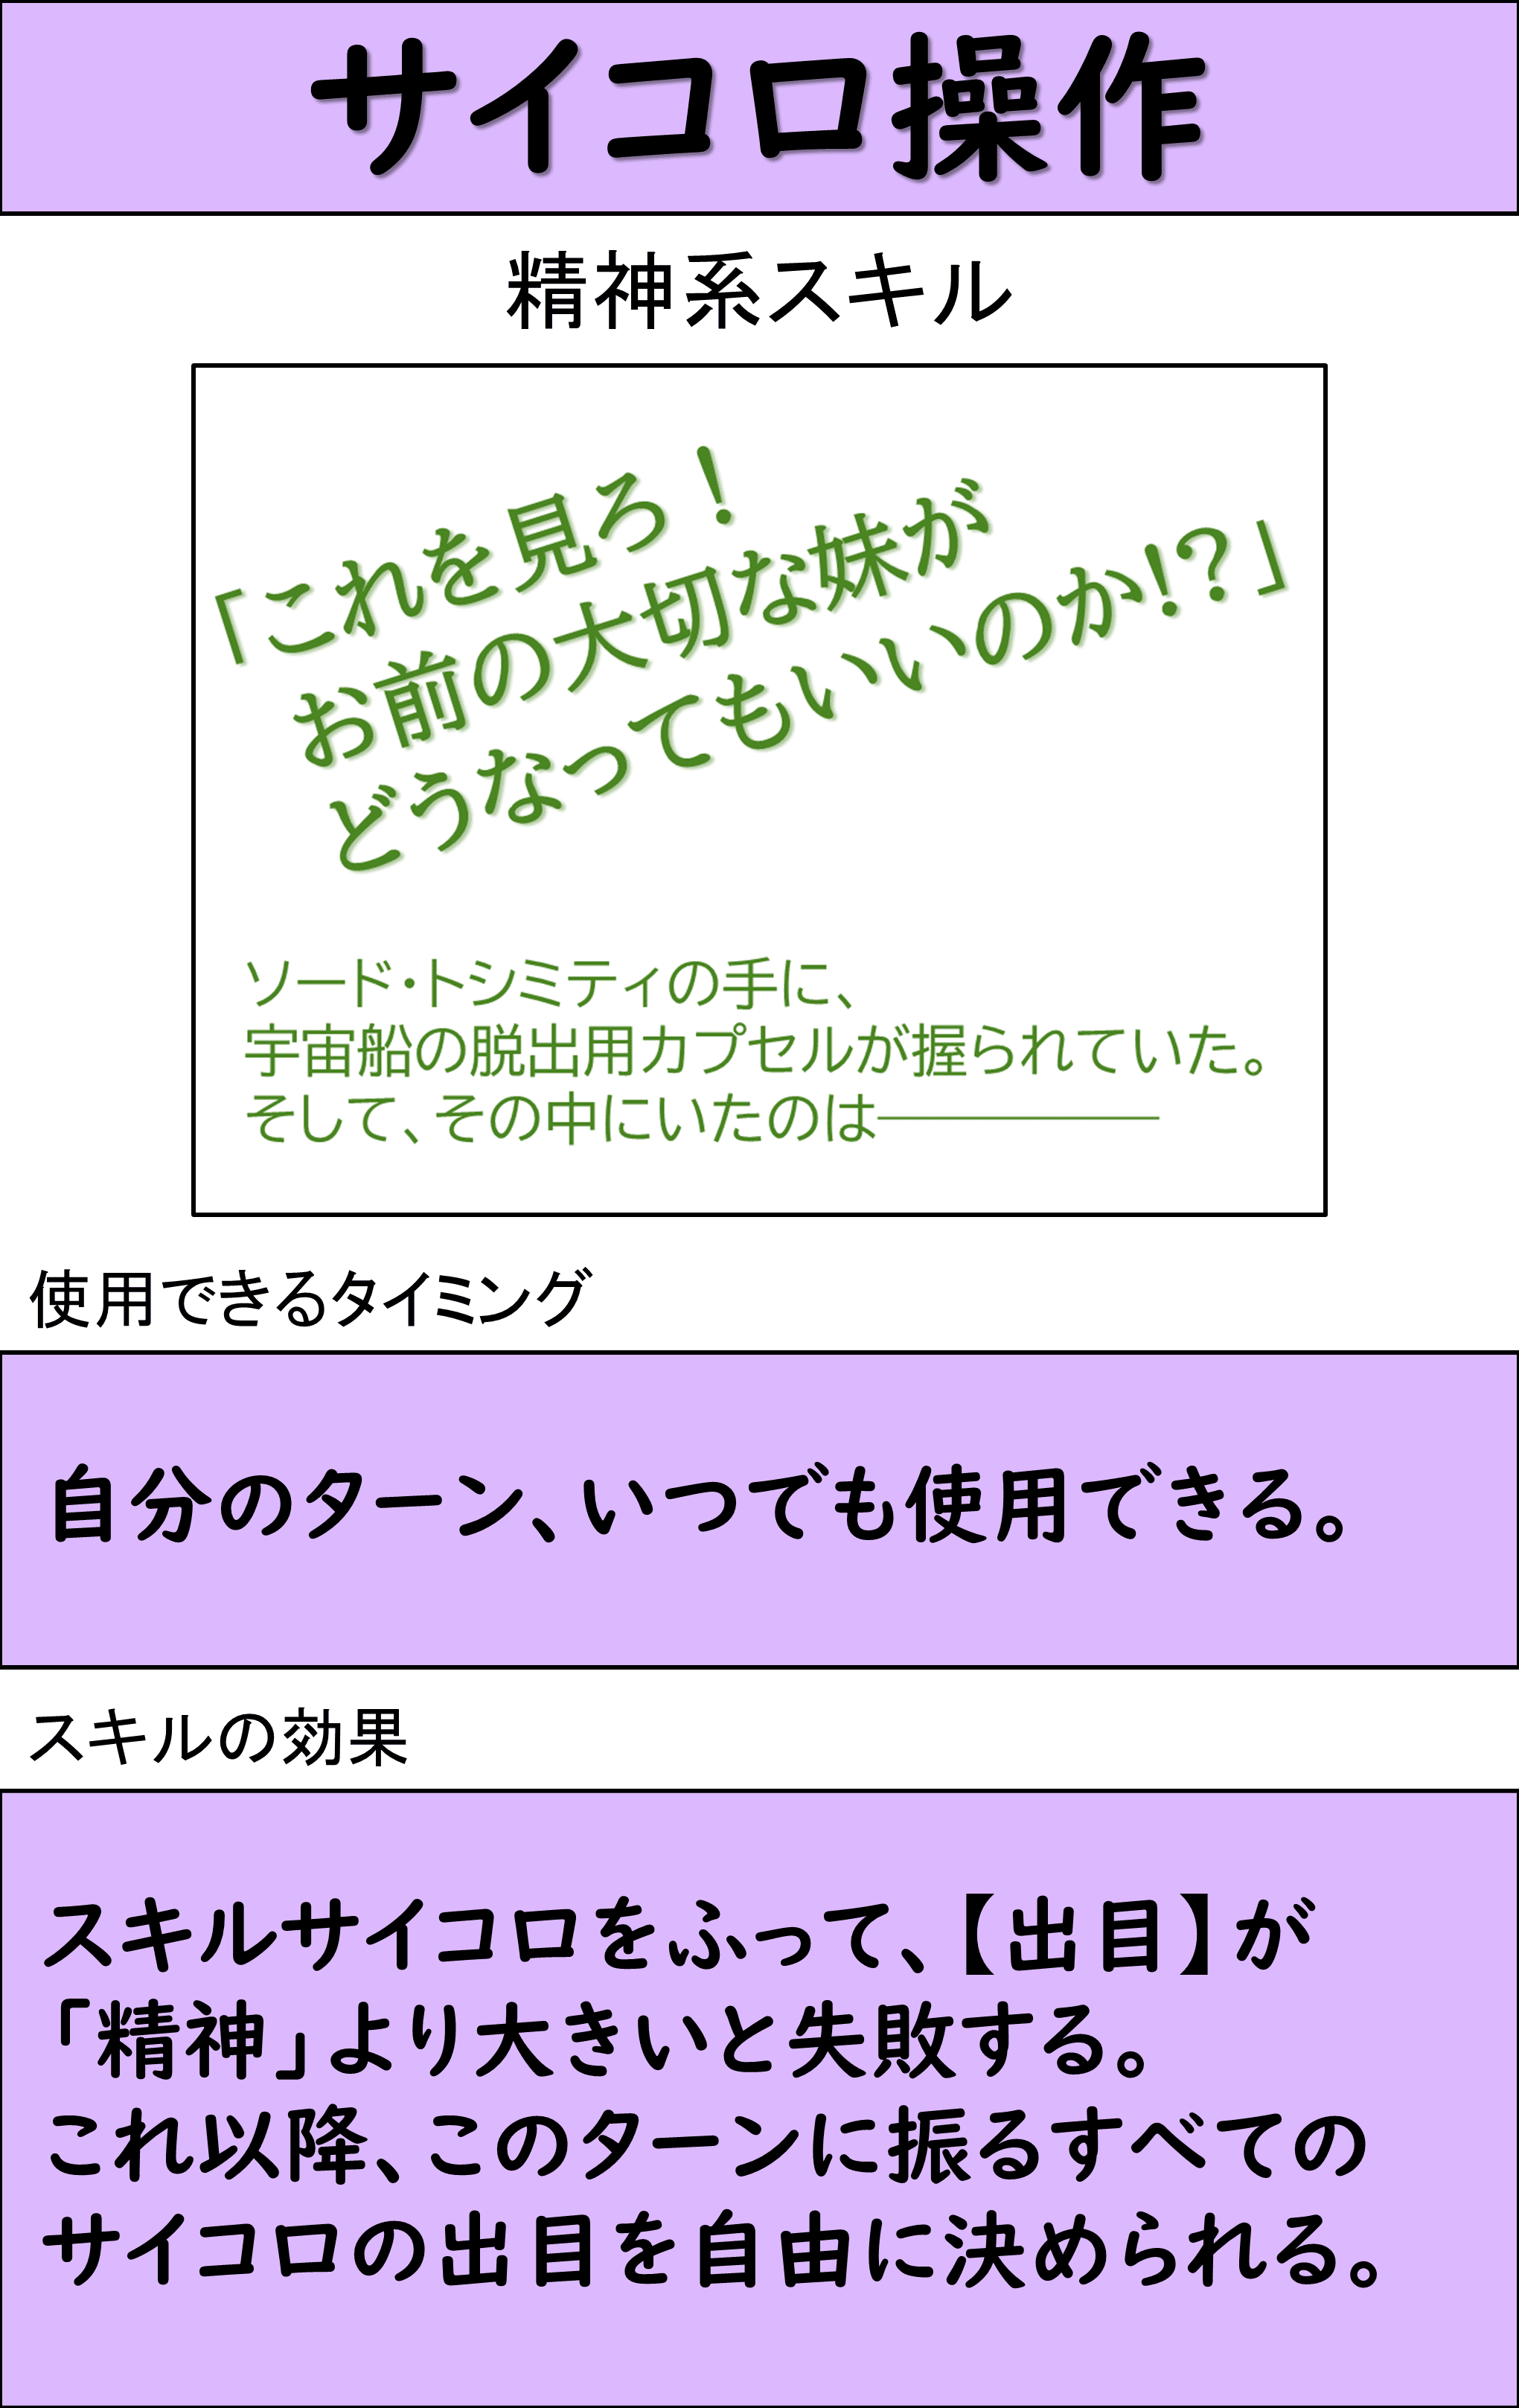 サイコロ操作
精神系スキル
「これを見ろ！
お前の大切な妹が
どうなってもいいのか!？」
ソード・トシミティの手に、
宇宙船の脱出用カプセルが握られていた。
そして、その中にいたのは―――――
使用できるタイミング
自分のターン、いつでも使用できる。
スキルの効果
スキルサイコロをふって、【出目】が
「精神」より大きいと失敗する。
これ以降、このターンに振るすべての
サイコロの出目を自由に決められる。